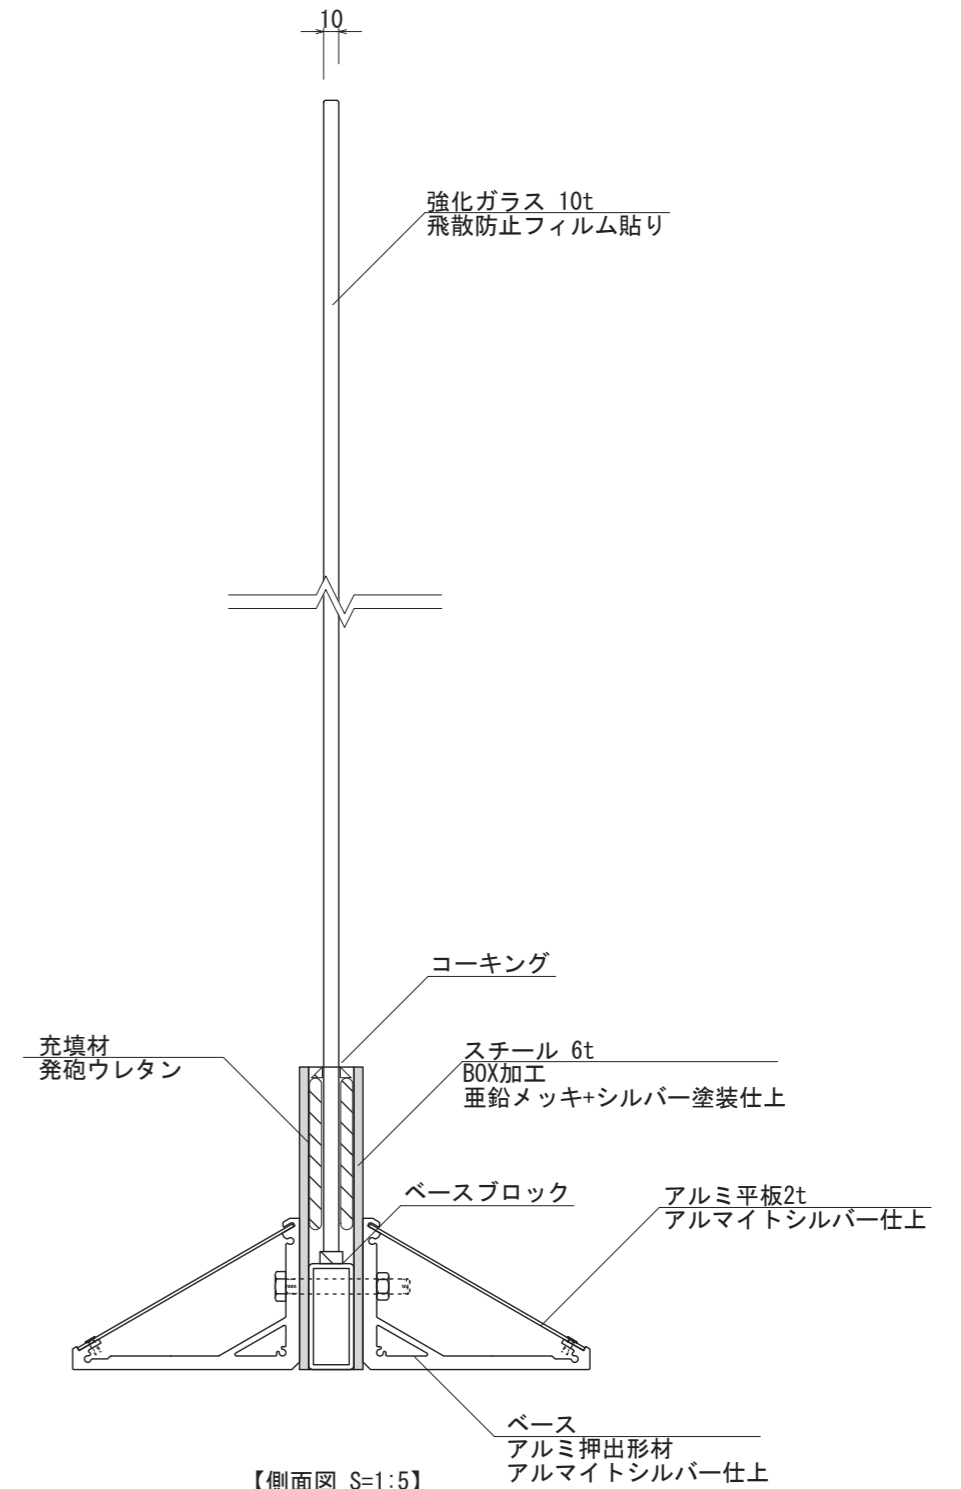 10
強化ガラス 10t
飛散防止フィルム貼り
コーキング
充填材
発砲ウレタン
スチール 6t
BOX加工
亜鉛メッキ+シルバー塗装仕上
ベースブロック
アルミ平板2t
アルマイトシルバー仕上
ベース
アルミ押出形材
アルマイトシルバー仕上
【側面図 S=1:5】